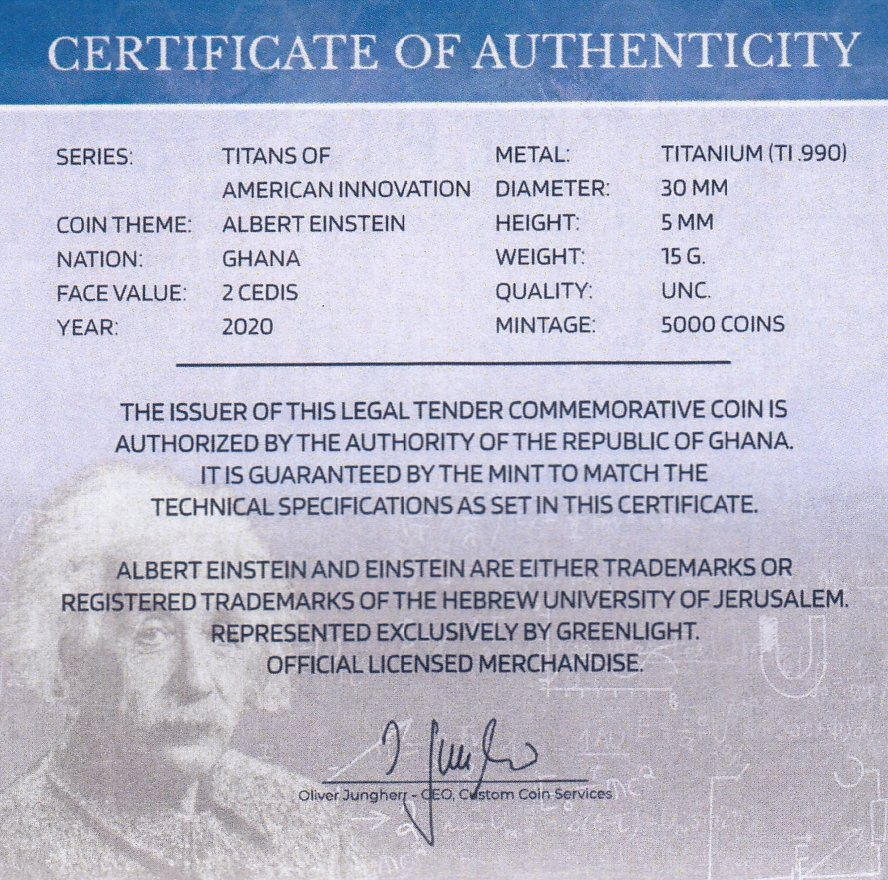 CERTIFICATE OF AUTHENTICITY
SERIES: TITANS OF
AMERICAN INNOVATION
COIN THEME: ALBERT EINSTEIN
NATION: GHANA
FACE VALUE: 2 CEDIS
YEAR: 2020
METAL: TITANIUM (TI .990)
DIAMETER: 30 MM
HEIGHT: 5 MM
WEIGHT: 15 G.
QUALITY: UNC.
MINTAGE: 5000 COINS
THE ISSUER OF THIS LEGAL TENDER COMMEMORATIVE COIN IS
AUTHORIZED BY THE AUTHORITY OF THE REPUBLIC OF GHANA.
IT IS GUARANTEED BY THE MINT TO MATCH THE
TECHNICAL SPECIFICATIONS AS SET IN THIS CERTIFICATE.
ALBERT EINSTEIN AND EINSTEIN ARE EITHER TRADEMARKS OR
REGISTERED TRADEMARKS OF THE HEBREW UNIVERSITY OF JERUSALEM.
REPRESENTED EXCLUSIVELY BY GREENLIGHT.
OFFICIAL LICENSED MERCHANDISE.
Oliver Jungherr - CEO, Custom Coin Services